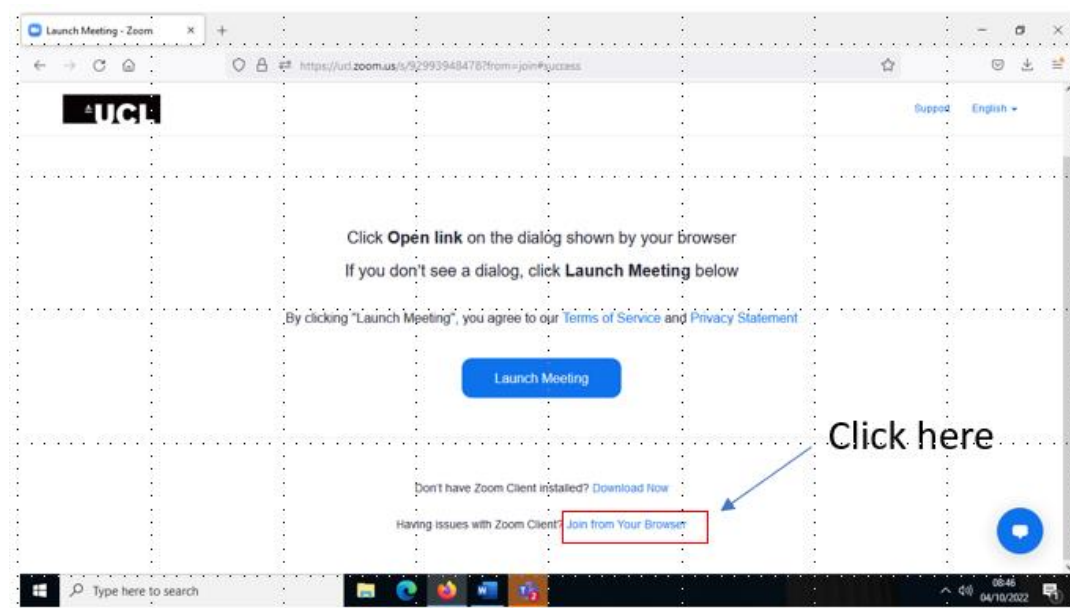 Launch Meeting - Zoom
https://ucl.zoom.us/s/92993948476?from=join#success
UCL
Support English
Click Open link on the dialog shown by your browser
If you don't see a dialog, click Launch Meeting below
By clicking "Launch Meeting", you agree to our Terms of Service and Privacy Statement
Launch Meeting
Click here
Don't have Zoom Client installed? Download Now
Having issues with Zoom Client? Join from Your Browser
Type here to search
08:46
04/10/2022